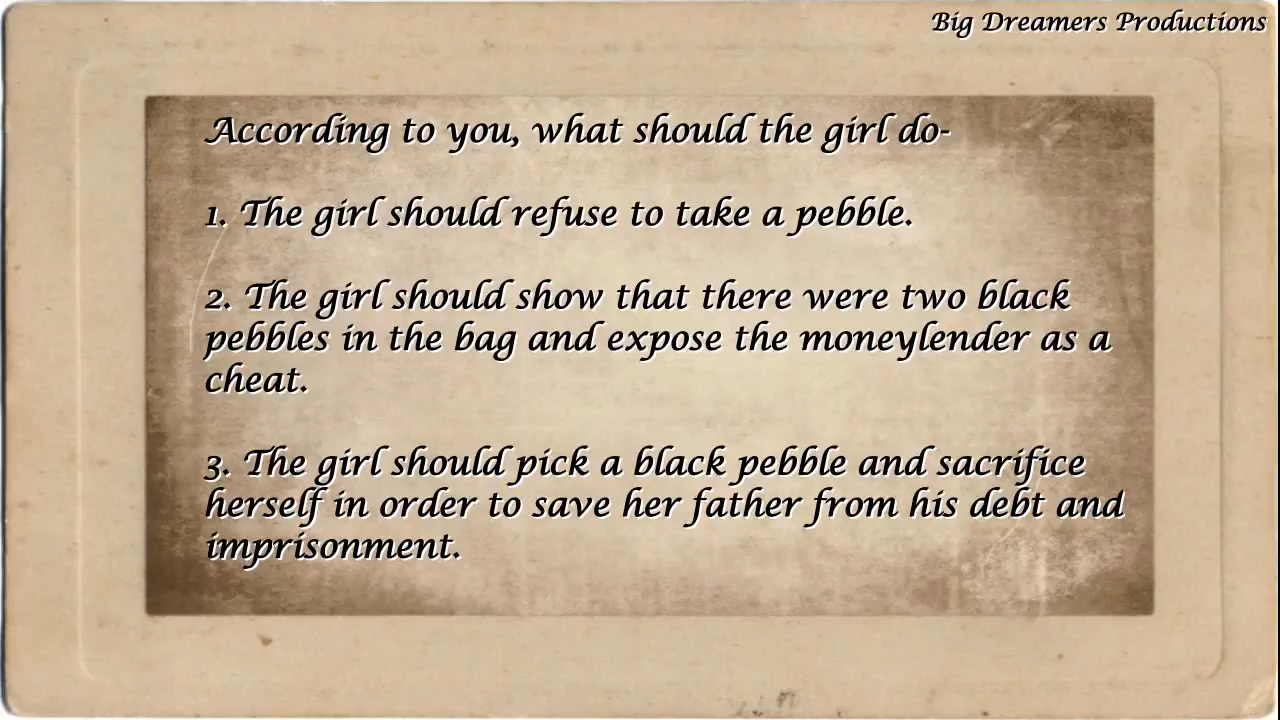 Big Dreamers Productions
According to you, what should the girl do-
1. The girl should refuse to take a pebble.
2. The girl should show that there were two black
pebbles in the bag and expose the moneylender as a
cheat.
3. The girl should pick a black pebble and sacrifice
herself in order to save her father from his debt and
imprisonment.